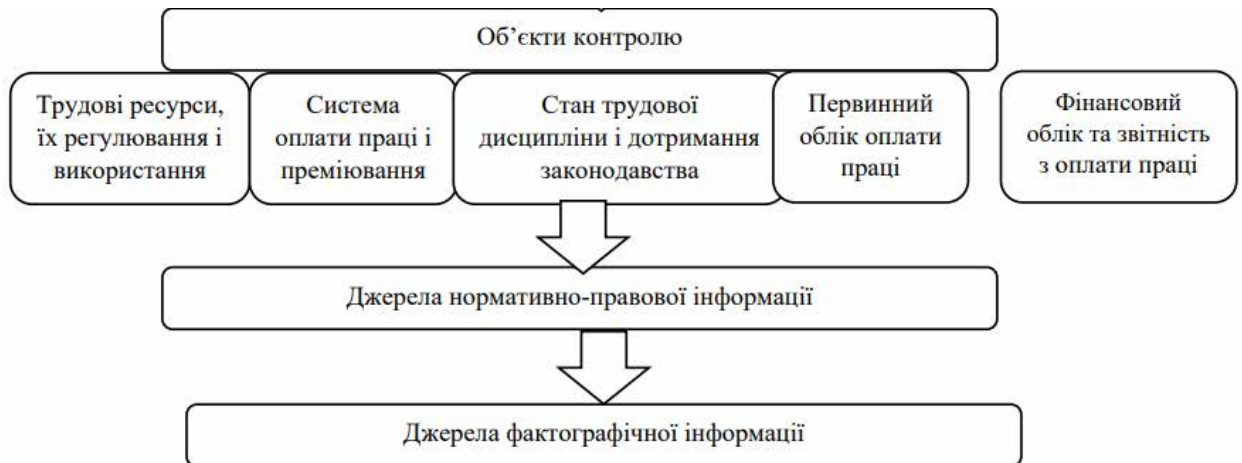 Об’єкти контролю
Трудові ресурси,
їх регулювання і
використання
Система
оплати праці і
преміювання
Стан трудової
дисципліни і дотримання
законодавства
Первинний
облік оплати
праці
Фінансовий
облік та звітність
з оплати праці
Джерела нормативно-правової інформації
Джерела фактографічної інформації